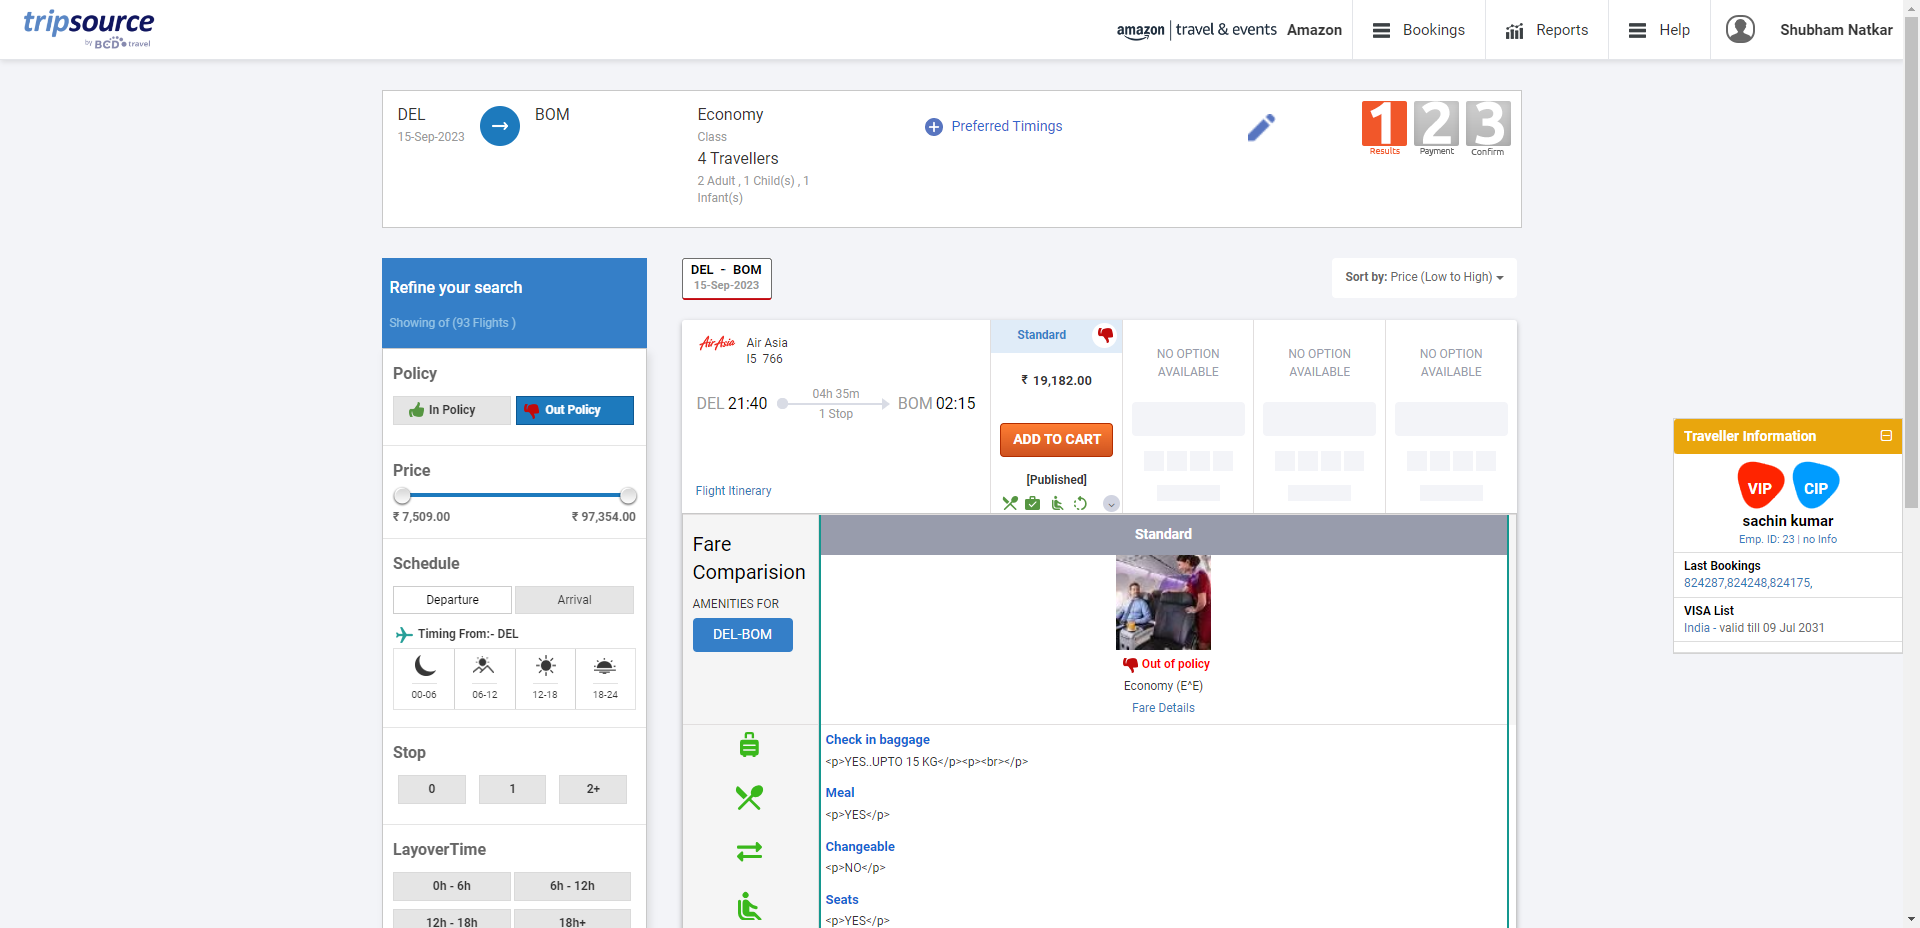 tripsource
by BCD travel
amazon | travel & events Amazon
Bookings
Reports
Help
Shubham Natkar
DEL
15-Sep-2023
BOM
Economy
Class
4 Travellers
2 Adult , 1 Child(s) , 1
Infant(s)
Preferred Timings
1 2 3
Results Payment Confirm
Refine your search
Showing of (93 Flights )
Policy
In Policy
Out Policy
Price
₹ 7,509.00
₹ 97,354.00
Schedule
Departure
Arrival
Timing From:- DEL
00-06
06-12
12-18
18-24
Stop
0
1
2+
LayoverTime
0h - 6h
6h - 12h
12h - 18h
18h+
DEL - BOM
15-Sep-2023
Sort by: Price (Low to High)
AirAsia
Air Asia
I5 766
DEL 21:40
04h 35m
1 Stop
BOM 02:15
Flight Itinerary
Standard
₹ 19,182.00
ADD TO CART
[Published]
NO OPTION
AVAILABLE
NO OPTION
AVAILABLE
NO OPTION
AVAILABLE
Fare
Comparision
AMENITIES FOR
DEL-BOM
Standard
Out of policy
Economy (E^E)
Fare Details
Check in baggage
<p>YES..UPTO 15 KG</p><p><br></p>
Meal
<p>YES</p>
Changeable
<p>NO</p>
Seats
<p>YES</p>
Traveller Information
VIP
CIP
sachin kumar
Emp. ID: 23 | no Info
Last Bookings
824287,824248,824175,
VISA List
India - valid till 09 Jul 2031